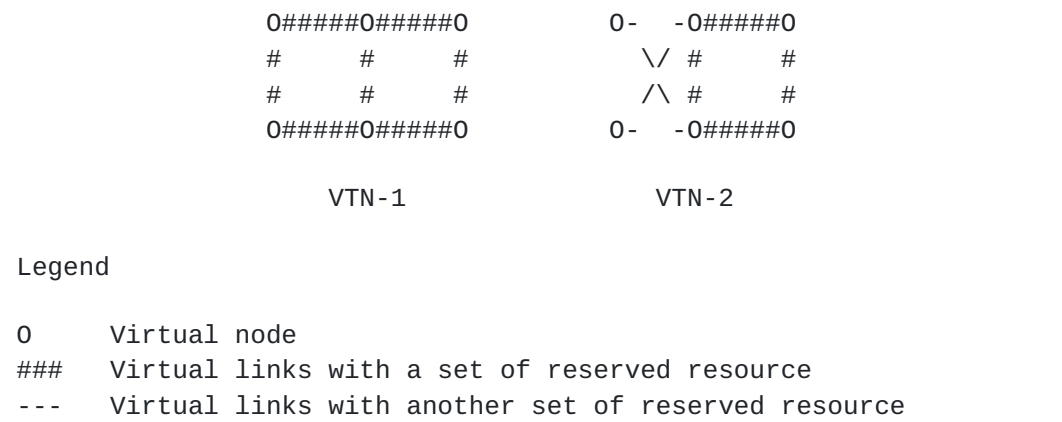 O#####O#####O         O-  -O#####O
#     #     #           \/ #     #
#     #     #           /\ #     #
O#####O#####O         O-  -O#####O
VTN-1                VTN-2
Legend
O     Virtual node
###   Virtual links with a set of reserved resource
---   Virtual links with another set of reserved resource